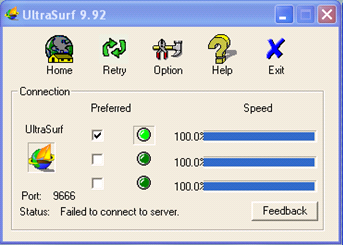 UltraSurf 9.92
Home Retry Option Help Exit
Connection
Preferred Speed
UltraSurf
100.0%
100.0%
100.0%
Port: 9666
Status: Failed to connect to server.
Feedback